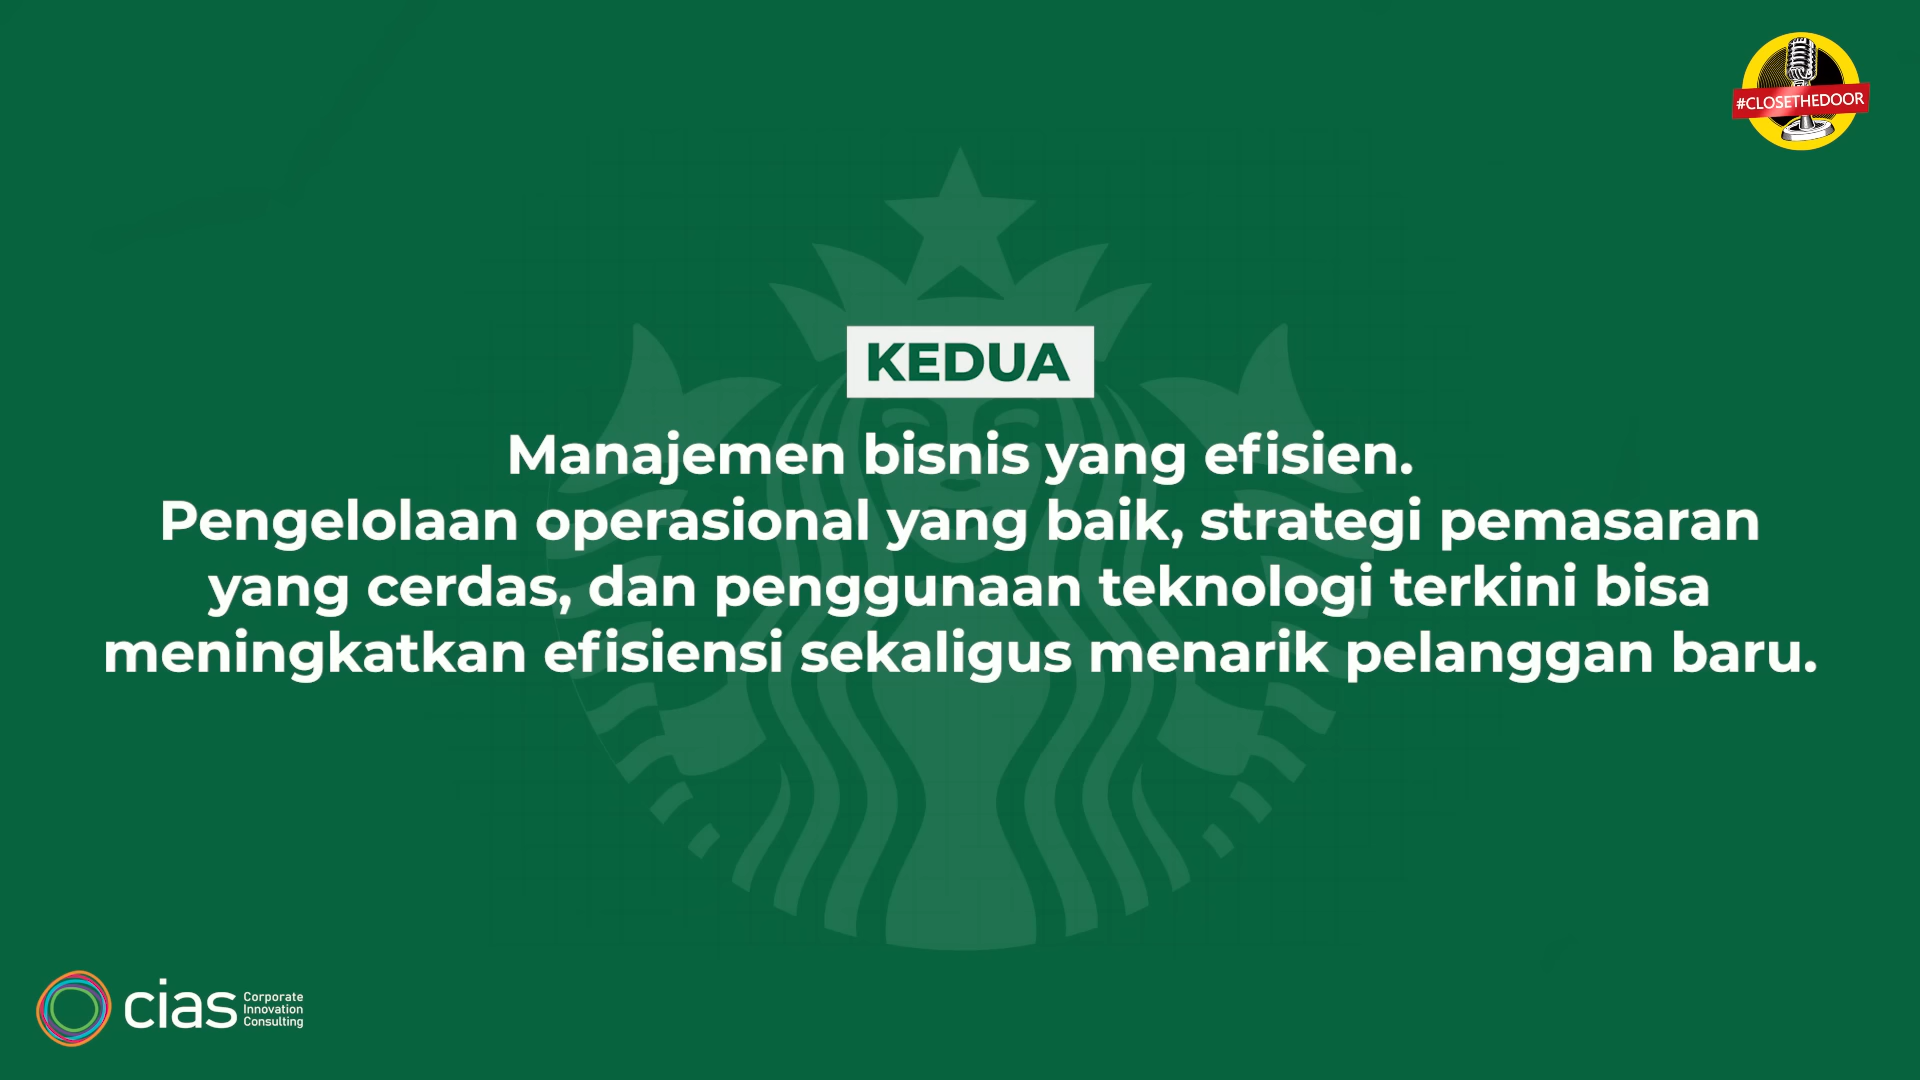 #CLOSETHEDOOR
KEDUA
Manajemen bisnis yang efisien.
Pengelolaan operasional yang baik, strategi pemasaran
yang cerdas, dan penggunaan teknologi terkini bisa
meningkatkan efisiensi sekaligus menarik pelanggan baru.
cias
Corporate
Innovation
Consulting